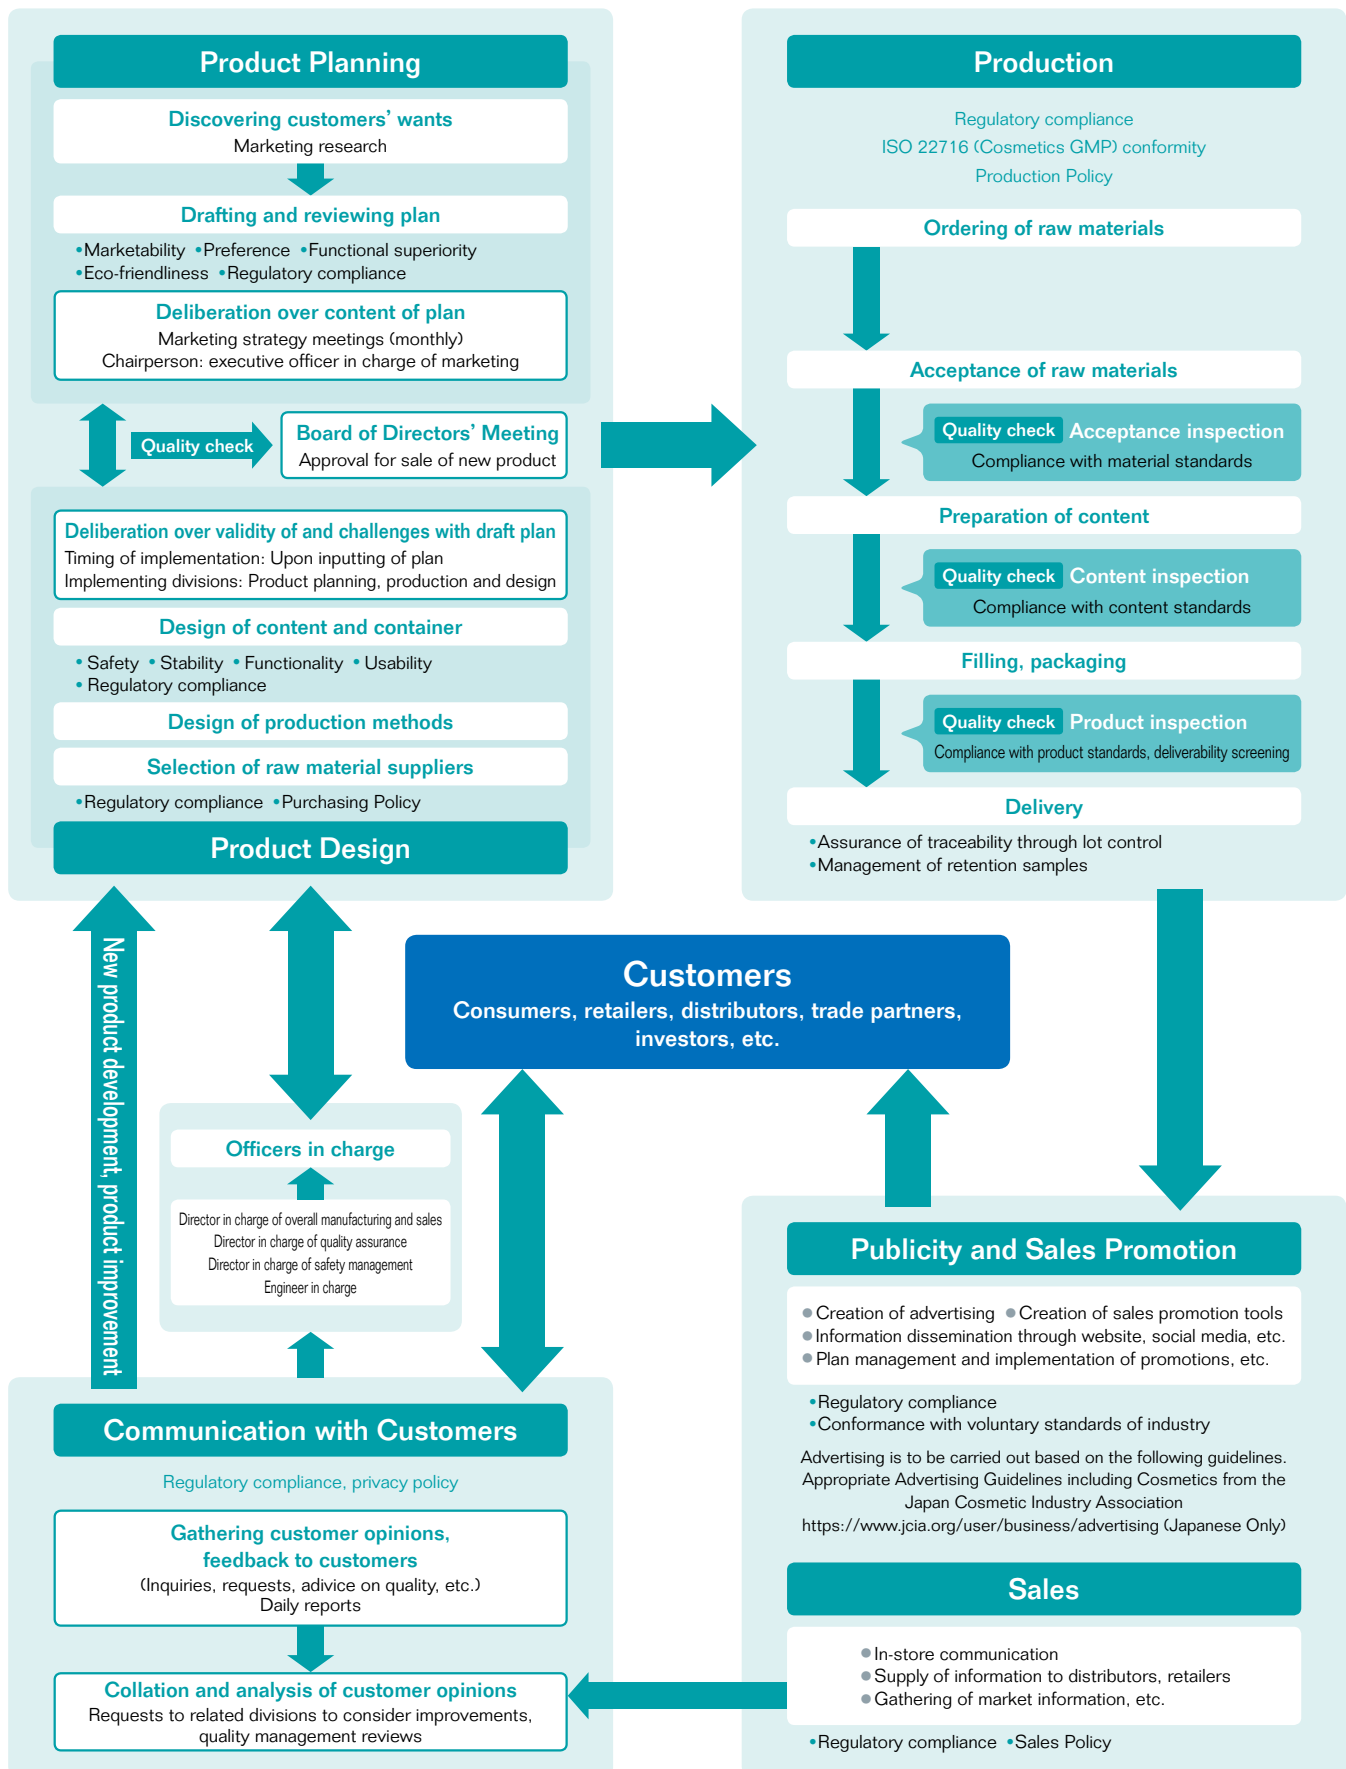 Product Planning
Discovering customers’ wants
Marketing research
Drafting and reviewing plan
•Marketability •Preference •Functional superiority
•Eco-friendliness •Regulatory compliance
Deliberation over content of plan
Marketing strategy meetings (monthly)
Chairperson: executive officer in charge of marketing
Quality check
Board of Directors’ Meeting
Approval for sale of new product
Deliberation over validity of and challenges with draft plan
Timing of implementation: Upon inputting of plan
Implementing divisions: Product planning, production and design
Design of content and container
• Safety • Stability • Functionality • Usability
• Regulatory compliance
Design of production methods
Selection of raw material suppliers
•Regulatory compliance •Purchasing Policy
Product Design
Production
Regulatory compliance
ISO 22716 (Cosmetics GMP) conformity
Production Policy
Ordering of raw materials
Acceptance of raw materials
Quality check Acceptance inspection
Compliance with material standards
Preparation of content
Quality check Content inspection
Compliance with content standards
Filling, packaging
Quality check Product inspection
Compliance with product standards, deliverability screening
Delivery
•Assurance of traceability through lot control
•Management of retention samples
New product development, product improvement
Customers
Consumers, retailers, distributors, trade partners,
investors, etc.
Officers in charge
Director in charge of overall manufacturing and sales
Director in charge of quality assurance
Director in charge of safety management
Engineer in charge
Communication with Customers
Regulatory compliance, privacy policy
Gathering customer opinions,
feedback to customers
(Inquiries, requests, adivice on quality, etc.)
Daily reports
Collation and analysis of customer opinions
Requests to related divisions to consider improvements,
quality management reviews
Publicity and Sales Promotion
●Creation of advertising ●Creation of sales promotion tools
●Information dissemination through website, social media, etc.
●Plan management and implementation of promotions, etc.
•Regulatory compliance
•Conformance with voluntary standards of industry
Advertising is to be carried out based on the following guidelines.
Appropriate Advertising Guidelines including Cosmetics from the
Japan Cosmetic Industry Association
https://www.jcia.org/user/business/advertising (Japanese Only)
Sales
●In-store communication
●Supply of information to distributors, retailers
●Gathering of market information, etc.
•Regulatory compliance •Sales Policy